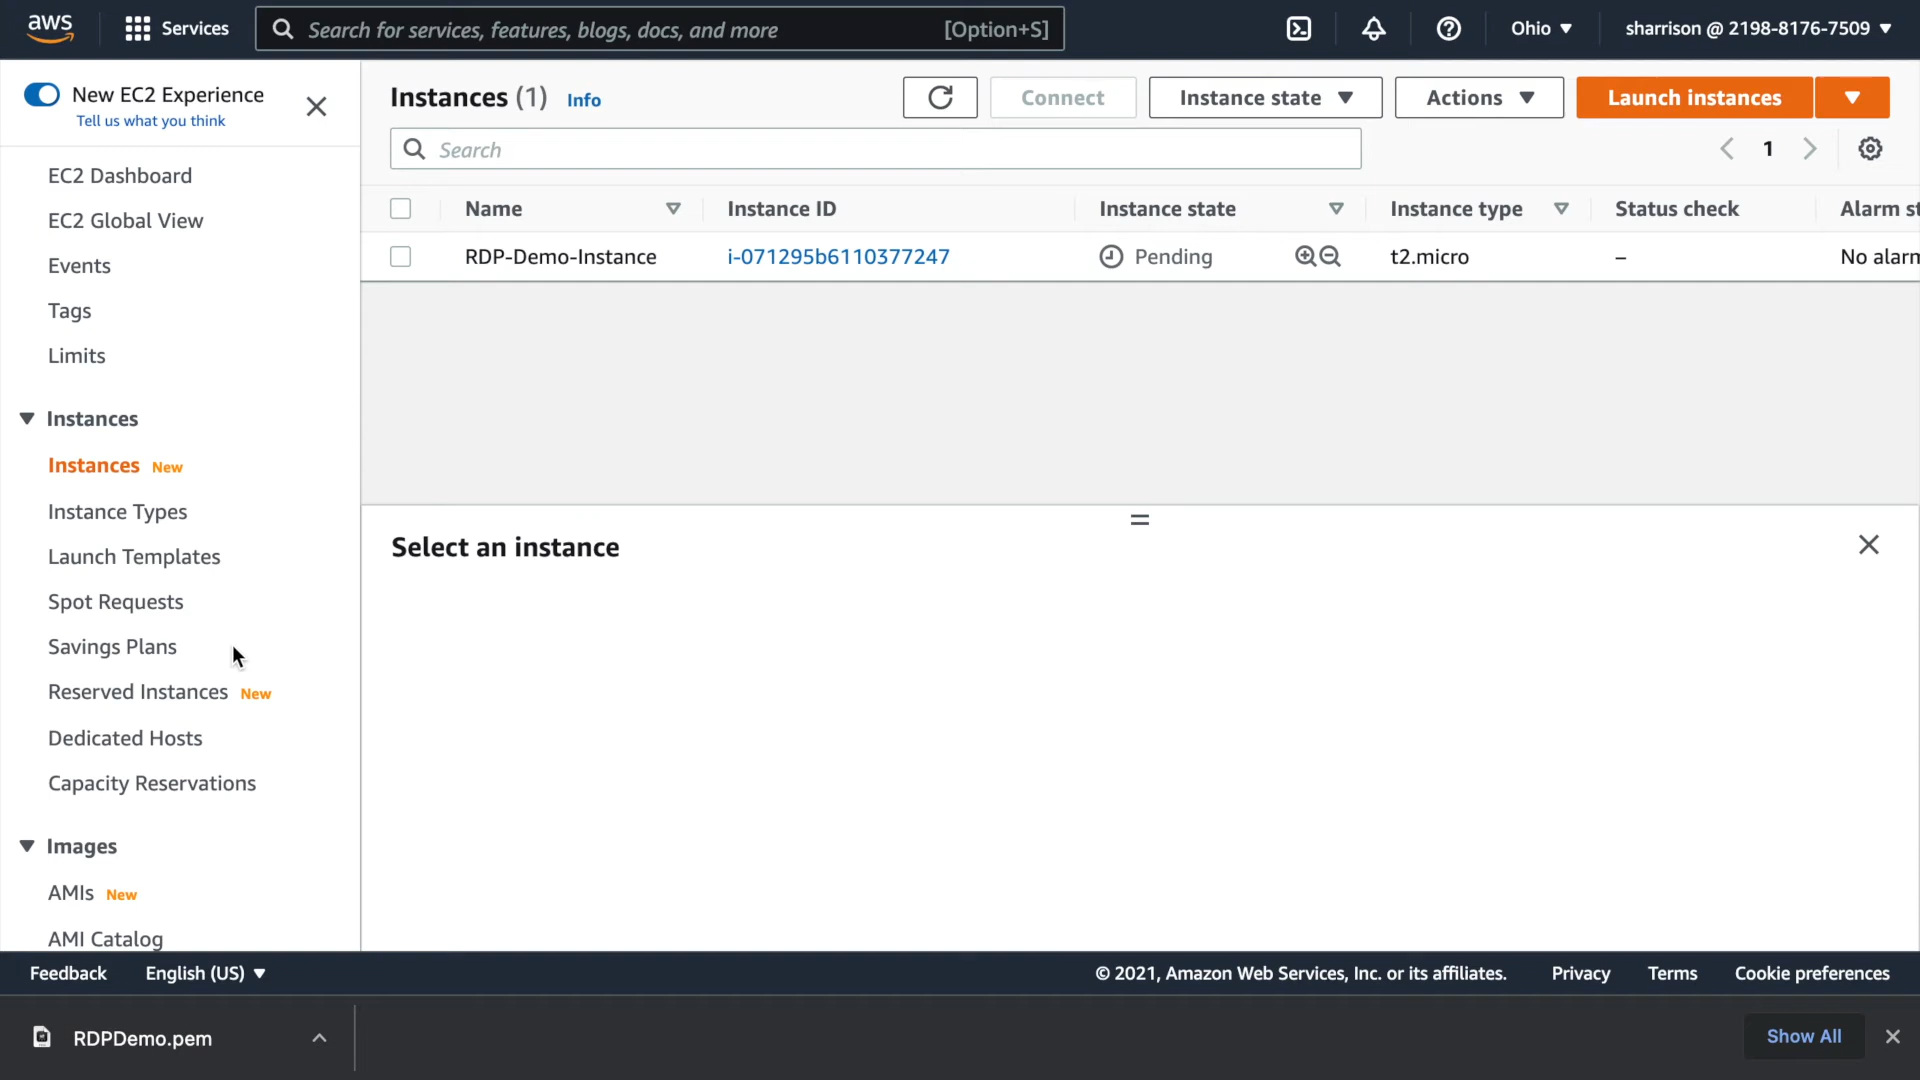 aws Services Search for services, features, blogs, docs, and more [Option+S] Ohio sharrison @ 2198-8176-7509
New EC2 Experience
Tell us what you think
EC2 Dashboard
EC2 Global View
Events
Tags
Limits
Instances
Instances New
Instance Types
Launch Templates
Spot Requests
Savings Plans
Reserved Instances New
Dedicated Hosts
Capacity Reservations
Images
AMIs New
AMI Catalog
Instances (1) Info Connect Instance state Actions Launch instances
Search 1
Name Instance ID Instance state Instance type Status check Alarm st
RDP-Demo-Instance i-071295b6110377247 Pending t2.micro – No alarm
Select an instance
Feedback English (US) © 2021, Amazon Web Services, Inc. or its affiliates. Privacy Terms Cookie preferences
RDPDemo.pem Show All